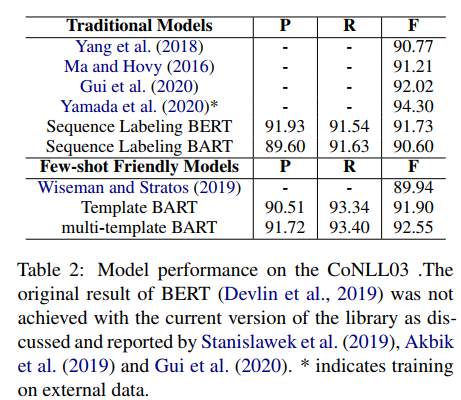 Traditional Models P R F
Yang et al. (2018) - - 90.77
Ma and Hovy (2016) - - 91.21
Gui et al. (2020) - - 92.02
Yamada et al. (2020)* - - 94.30
Sequence Labeling BERT 91.93 91.54 91.73
Sequence Labeling BART 89.60 91.63 90.60
Few-shot Friendly Models P R F
Wiseman and Stratos (2019) - - 89.94
Template BART 90.51 93.34 91.90
multi-template BART 91.72 93.40 92.55
Table 2: Model performance on the CoNLL03 .The
original result of BERT (Devlin et al., 2019) was not
achieved with the current version of the library as dis-
cussed and reported by Stanislawek et al. (2019), Akbik
et al. (2019) and Gui et al. (2020). * indicates training
on external data.